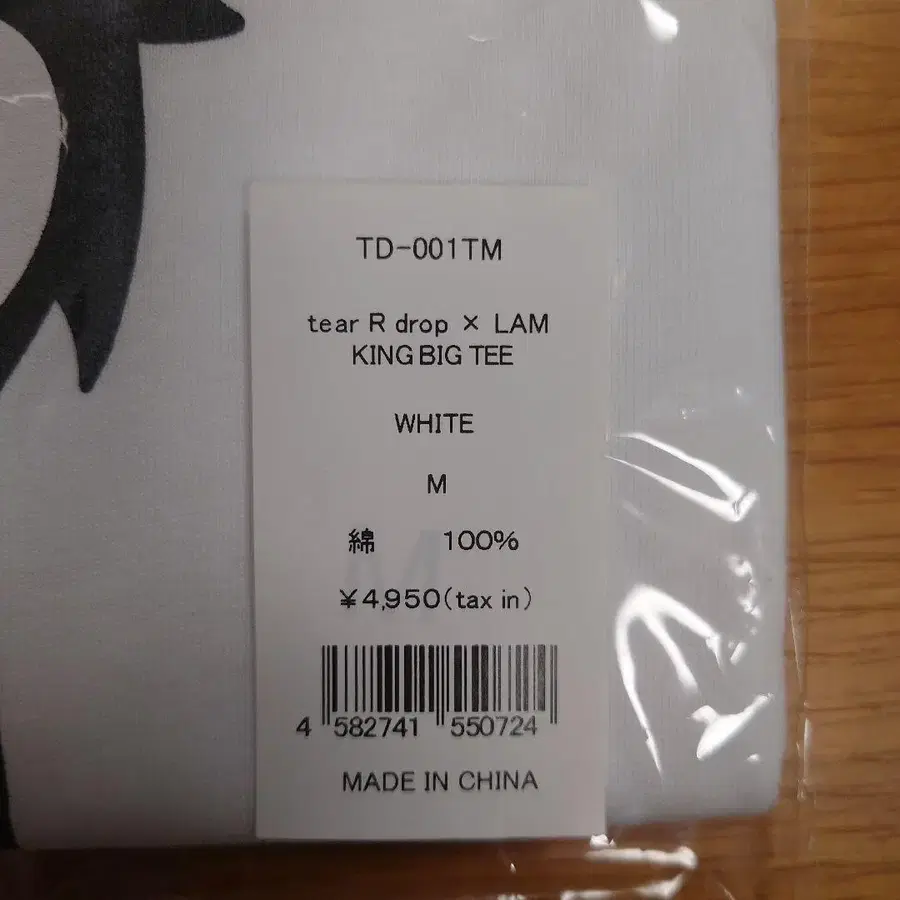 TD-001TM
tear R drop × LAM
KING BIG TEE
WHITE
M
綿 100%
¥4,950(tax in)
4 582741 550724
MADE IN CHINA